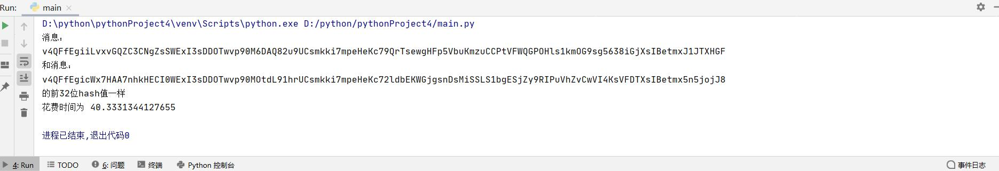 Run: main
D:\python\pythonProject4\venv\Scripts\python.exe D:/python/pythonProject4/main.py
消息：
v4QFfEgiiLvxvGQZC3CNgZsSWExI3sDDOTwvp90M6DAQ82u9UCsmkki7mpeHeKc79QrTsewgHFp5VbuKmzuCCPtVFWQGPOHls1kmOG9sg5638iGjXsIBetmxJ1JTXHGF
和消息：
v4QFfEgicWx7HAA7nhkHECI0WExI3sDDOTwvp90MOtdL91hrUCsmkki7mpeHeKc72ldbEKWGjgsnDsMiSSLS1bgESjZy9RIPuVhZvCwVI4KsVFDTXsIBetmx5n5jojJ8
的前32位hash值一样
花费时间为 40.3331344127655
进程已结束,退出代码0
4: Run TODO 6: 问题 终端 Python 控制台 事件日志